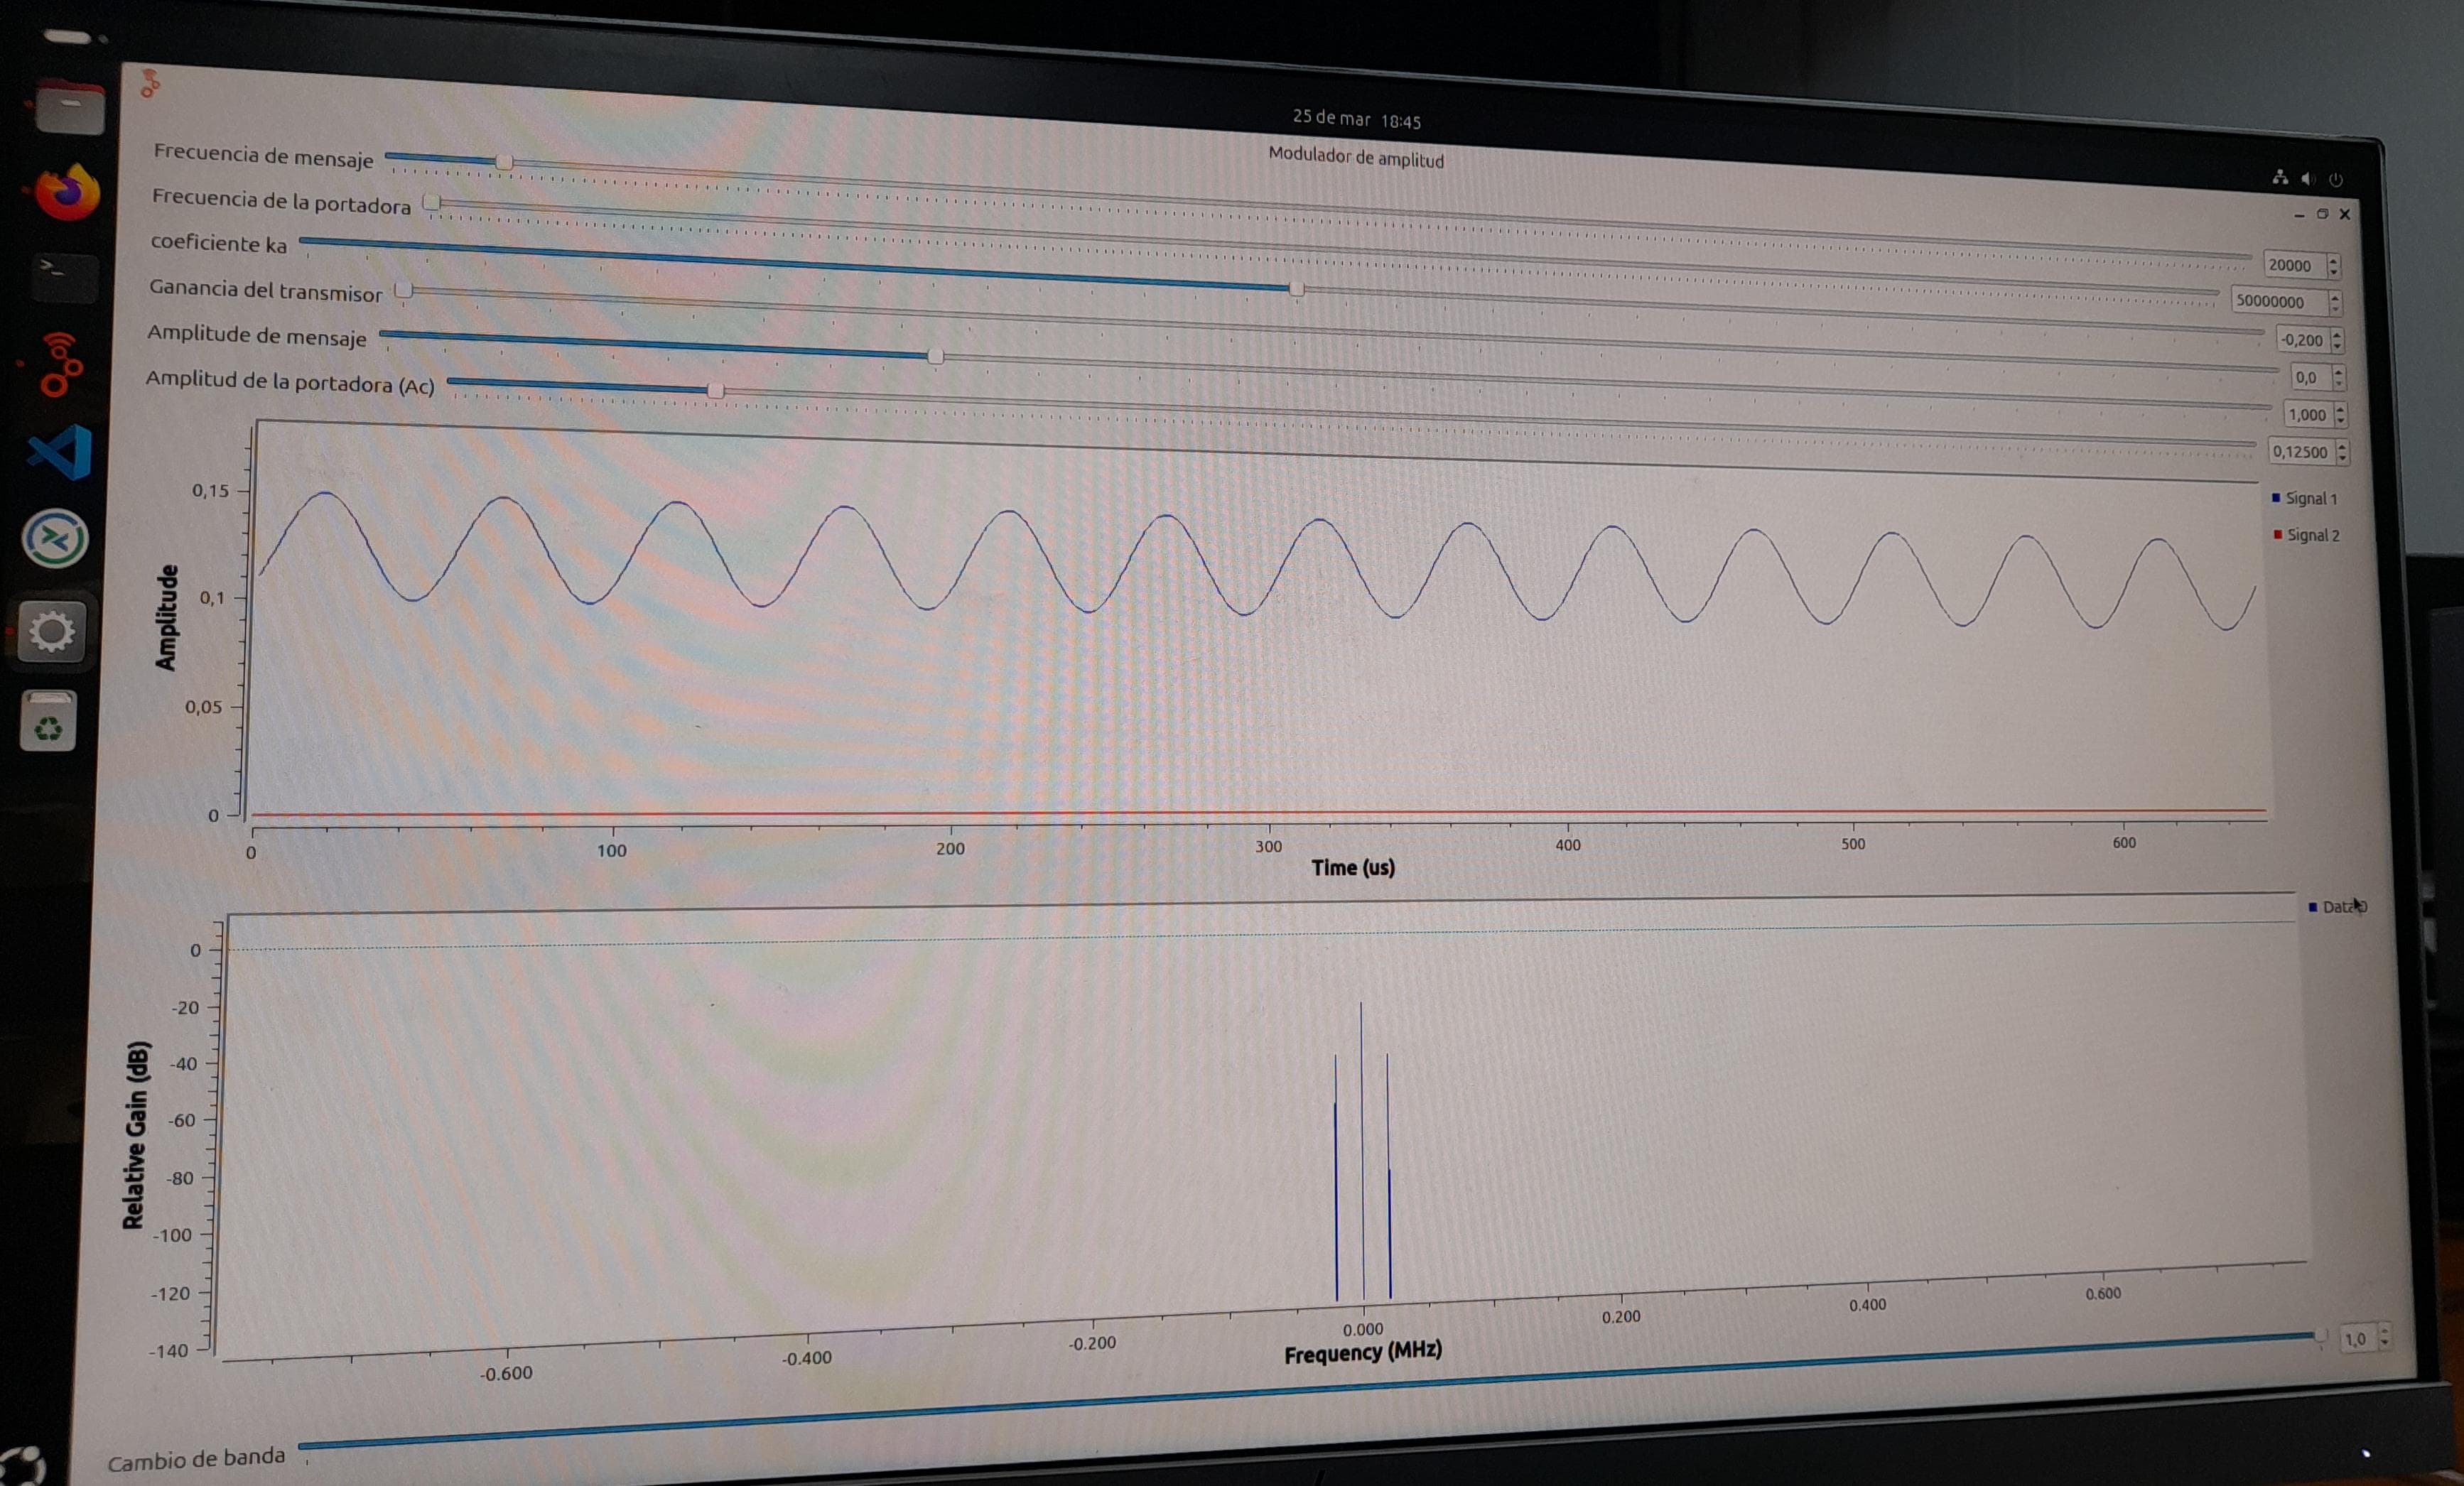 25 de mar 18:45
Modulador de amplitud
Frecuencia de mensaje 20000
Frecuencia de la portadora 50000000
coeficiente ka -0,200
Ganancia del transmisor 0,0
Amplitude de mensaje 1,000
Amplitud de la portadora (Ac) 0,12500
Signal 1
Signal 2
Amplitude
0,15
0,1
0,05
0
0 100 200 300 400 500 600
Time (us)
Relative Gain (dB)
0
-20
-40
-60
-80
-100
-120
-140
-0.600 -0.400 -0.200 0.000 0.200 0.400 0.600
Frequency (MHz)
Cambio de banda 1,0